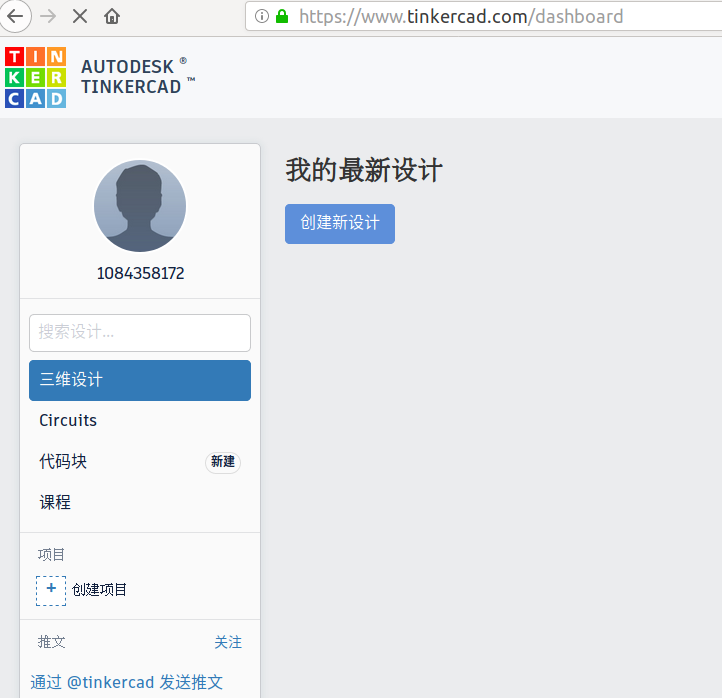 https://www.tinkercad.com/dashboard
TIN
KER
CAD
AUTODESK ®
TINKERCAD ™
1084358172
搜索设计...
三维设计
Circuits
代码块 新建
课程
项目
+ 创建项目
推文 关注
通过 @tinkercad 发送推文
我的最新设计
创建新设计